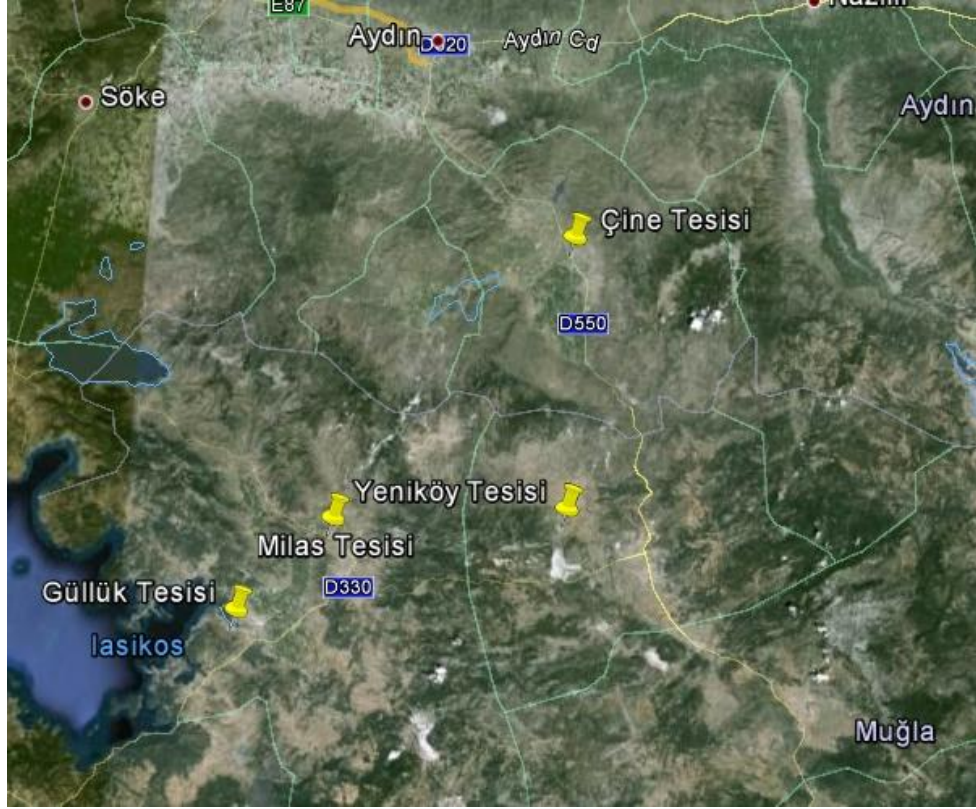 E87
Nazilli
Aydın
D320
Aydın Cd
Söke
Aydın
Çine Tesisi
D550
Yeniköy Tesisi
Milas Tesisi
Güllük Tesisi
D330
Iasikos
Muğla